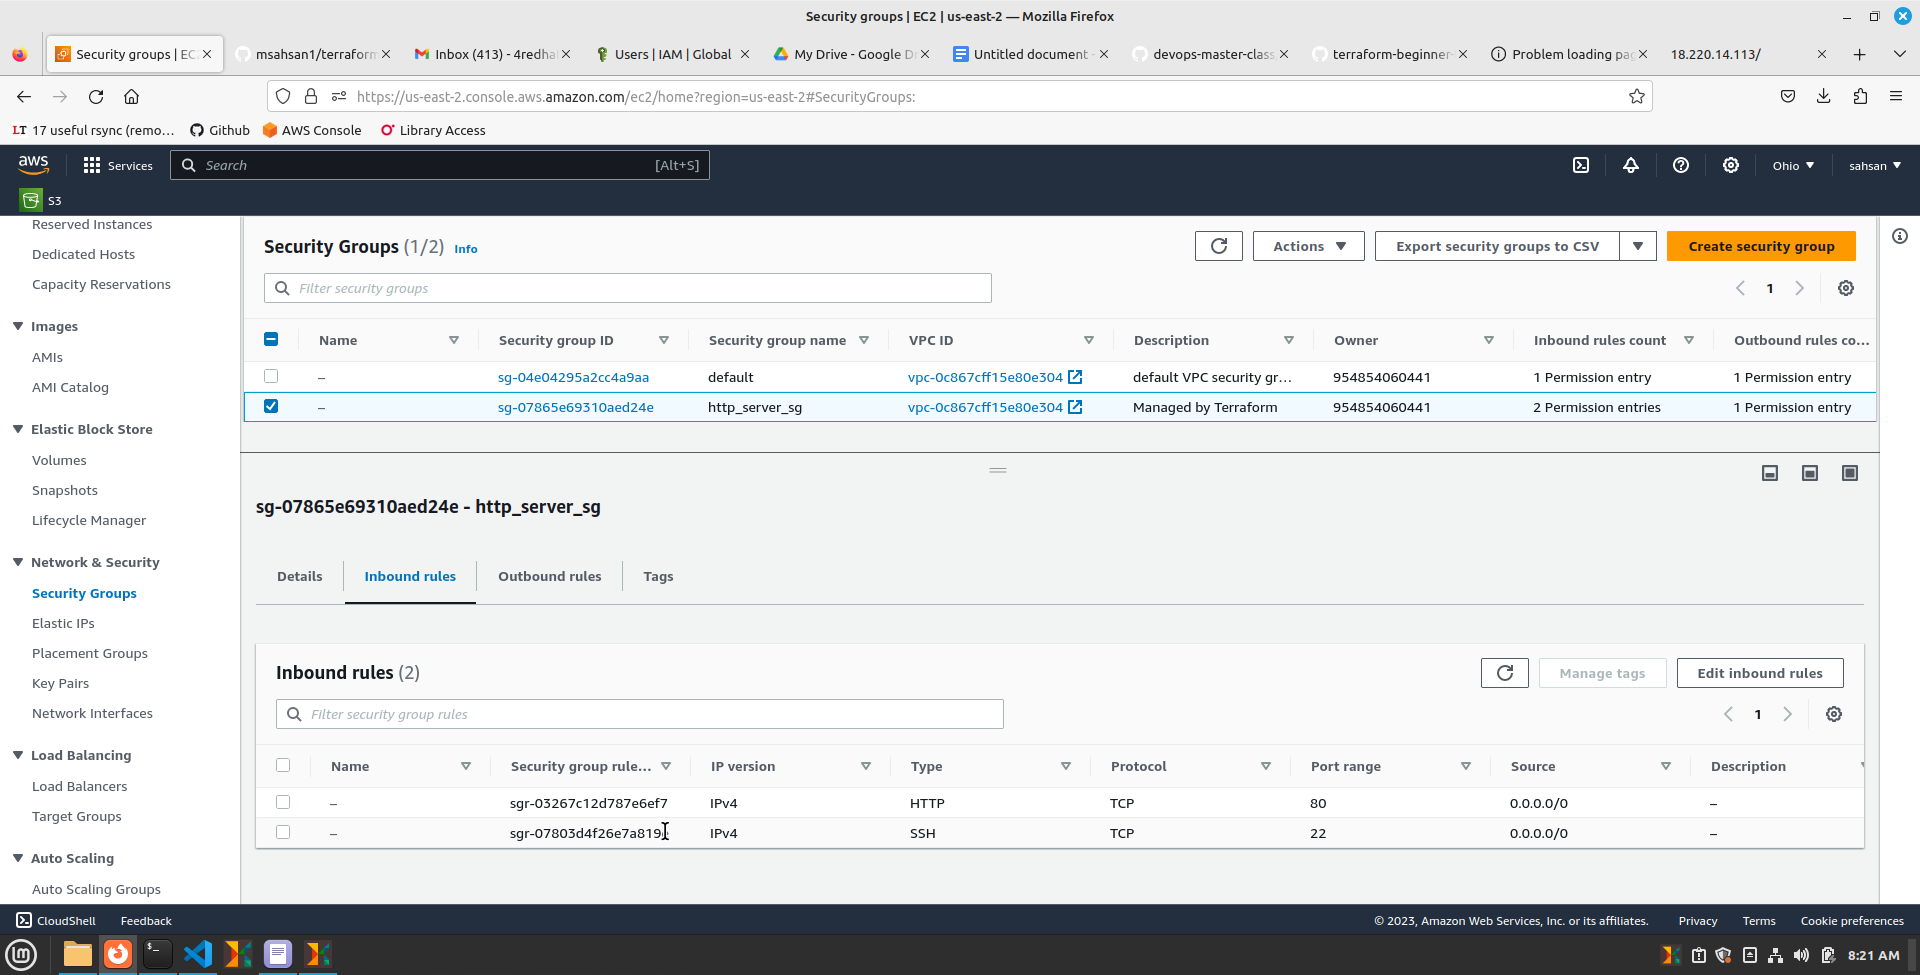 Security groups | EC2 | us-east-2 — Mozilla Firefox
Security groups | EC
msahsan1/terraform
Inbox (413) - 4redha
Users | IAM | Global
My Drive - Google D
Untitled document
devops-master-class
terraform-beginner-
Problem loading pag
18.220.14.113/
https://us-east-2.console.aws.amazon.com/ec2/home?region=us-east-2#SecurityGroups:
LT 17 useful rsync (remo… Github AWS Console Library Access
aws Services Search [Alt+S] Ohio sahsan
S3
Reserved Instances
Dedicated Hosts
Capacity Reservations
Images
AMIs
AMI Catalog
Elastic Block Store
Volumes
Snapshots
Lifecycle Manager
Network & Security
Security Groups
Elastic IPs
Placement Groups
Key Pairs
Network Interfaces
Load Balancing
Load Balancers
Target Groups
Auto Scaling
Auto Scaling Groups
Security Groups (1/2) Info Actions Export security groups to CSV Create security group
Filter security groups 1
Name Security group ID Security group name VPC ID Description Owner Inbound rules count Outbound rules co…
– sg-04e04295a2cc4a9aa default vpc-0c867cff15e80e304 default VPC security gr… 954854060441 1 Permission entry 1 Permission entry
– sg-07865e69310aed24e http_server_sg vpc-0c867cff15e80e304 Managed by Terraform 954854060441 2 Permission entries 1 Permission entry
sg-07865e69310aed24e - http_server_sg
Details Inbound rules Outbound rules Tags
Inbound rules (2) Manage tags Edit inbound rules
Filter security group rules 1
Name Security group rule… IP version Type Protocol Port range Source Description
– sgr-03267c12d787e6ef7 IPv4 HTTP TCP 80 0.0.0.0/0 –
– IPv4 SSH TCP 22 0.0.0.0/0 –
CloudShell Feedback © 2023, Amazon Web Services, Inc. or its affiliates. Privacy Terms Cookie preferences
8:21 AM